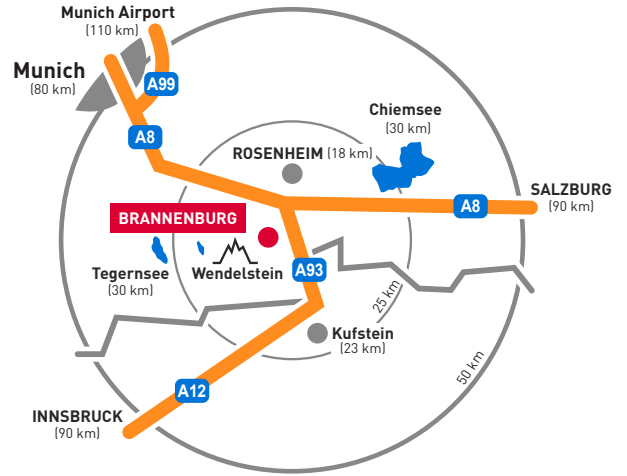 Munich Airport
(110 km)
Munich
(80 km)
A99
A8
Chiemsee
(30 km)
ROSENHEIM (18 km)
SALZBURG
(90 km)
A8
BRANNENBURG
Tegernsee
(30 km)
Wendelstein
A93
25 km
Kufstein
(23 km)
50 km
A12
INNSBRUCK
(90 km)